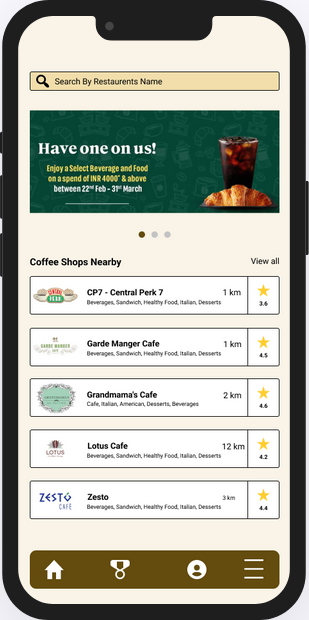 Search By Restaurents Name
Have one on us!
Enjoy a Select Beverage and Food
on a spend of INR 4000* & above
between 22nd Feb - 31st March
Coffee Shops Nearby
View all
CENTRAL PERK
CP7 - Central Perk 7
1 km
Beverages, Sandwich, Healthy Food, Italian, Desserts
3.6
GARDE MANGER
Garde Manger Cafe
1 km
Beverages, Sandwich, Healthy Food, Italian, Desserts
4.5
Grandmama's Cafe
2 km
Cafe, Italian, American, Desserts, Beverages
4.6
LOTUS
Lotus Cafe
12 km
Beverages, Sandwich, Healthy Food, Italian, Desserts
4.2
ZESTO
CAFE
Zesto
3 km
Beverages, Sandwich, Healthy Food, Italian, Desserts
4.4